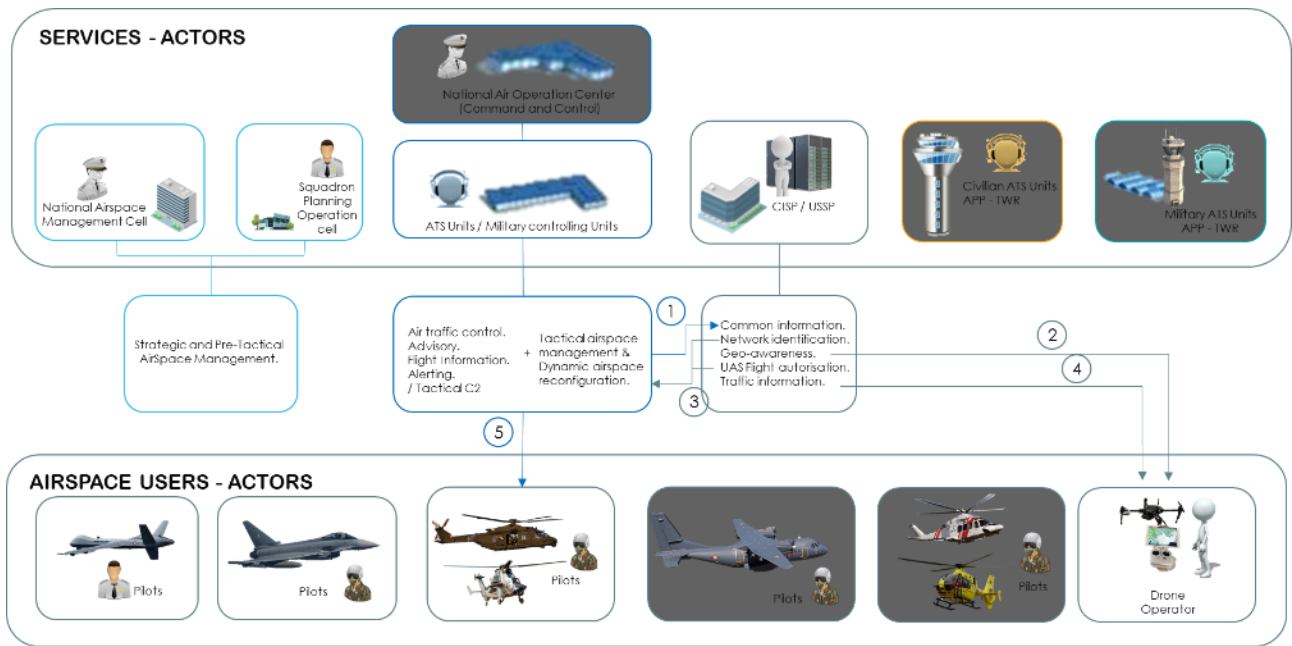 SERVICES - ACTORS
National Air Operation Center
(Command and Control)
National Airspace
Management Cell
Squadron
Planning
Operation
cell
ATS Units / Military controlling Units
CISP / USSP
Civilian ATS Units
APP - TWR
Military ATS Units
APP - TWR
Strategic and Pre-Tactical
AirSpace Management.
Air traffic control.
Advisory.
Flight Information.
Alerting.
/ Tactical C2
+
Tactical airspace
management &
Dynamic airspace
reconfiguration.
1
Common information.
Network identification.
Geo-awareness.
UAS Flight autorisation.
Traffic information.
2
4
3
5
AIRSPACE USERS - ACTORS
Pilots
Pilots
Pilots
Pilots
Pilots
Drone
Operator